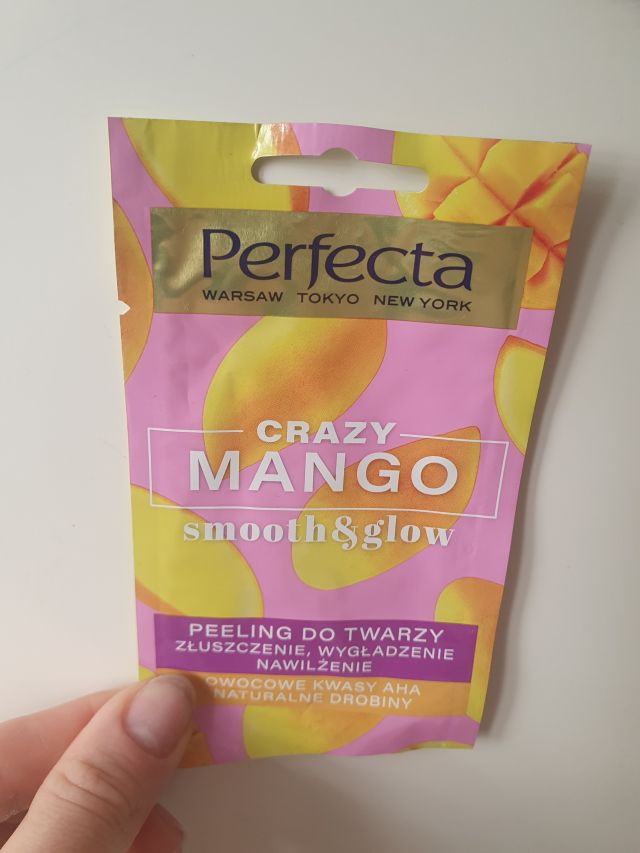 Perfecta
WARSAW TOKYO NEW YORK
CRAZY
MANGO
smooth&glow
PEELING DO TWARZY
ZŁUSZCZENIE, WYGŁADZENIE
NAWILŻENIE
OWOCOWE KWASY AHA
NATURALNE DROBINY